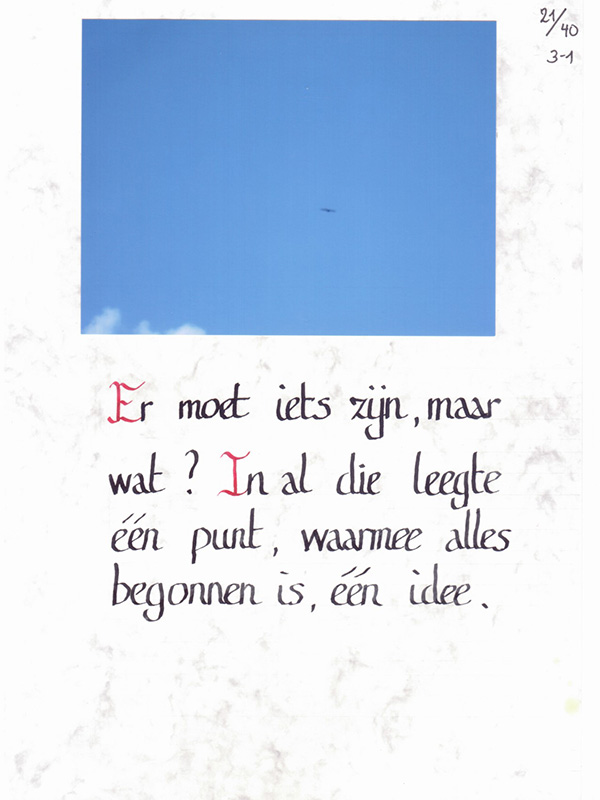 21/40
3-1
Er moet iets zijn, maar
wat? In al die leegte
één punt, waarmee alles
begonnen is, één idee.